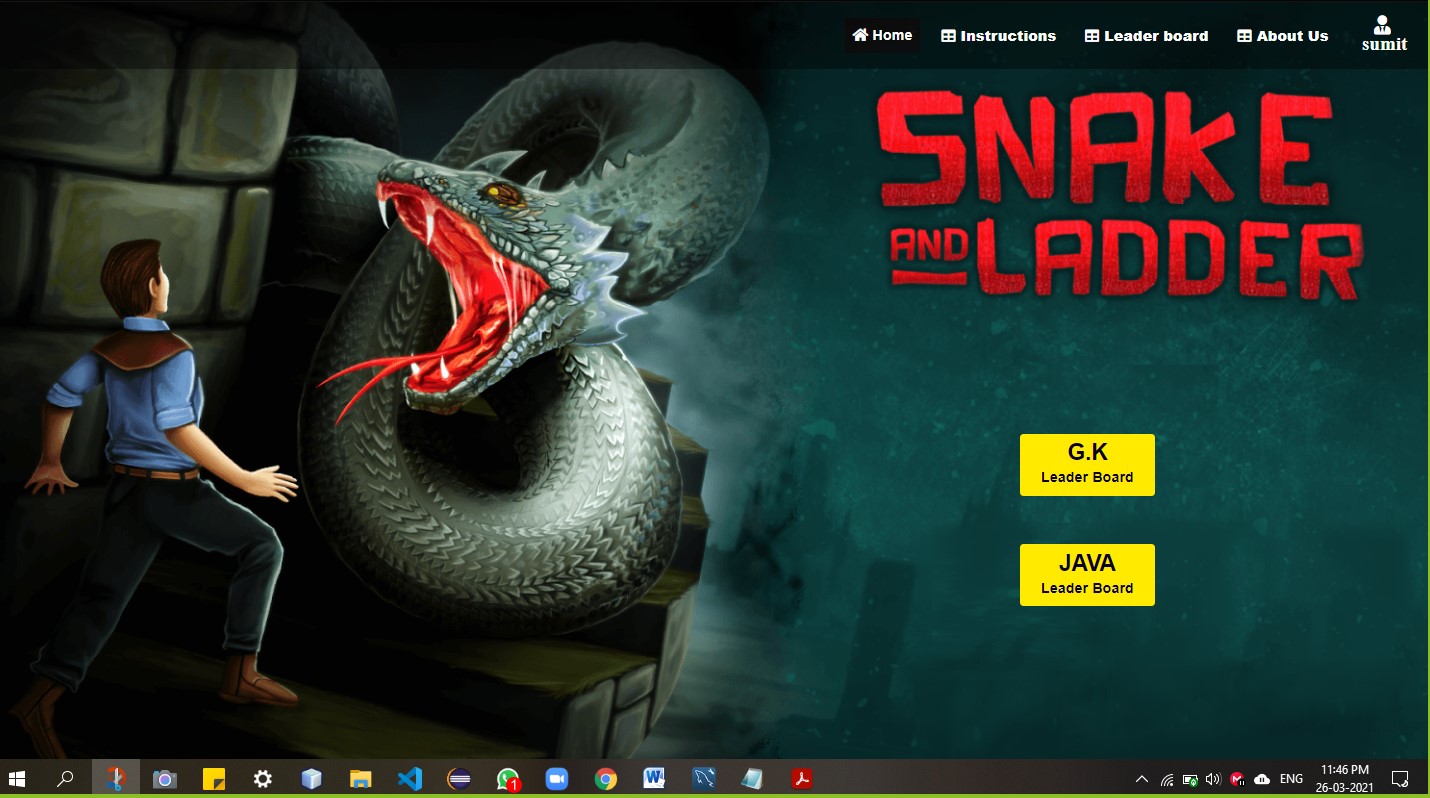 Home Instructions Leader board About Us sumit
SNAKE
AND LADDER
G.K
Leader Board
JAVA
Leader Board
1
W
ENG
11:46 PM
26-03-2021